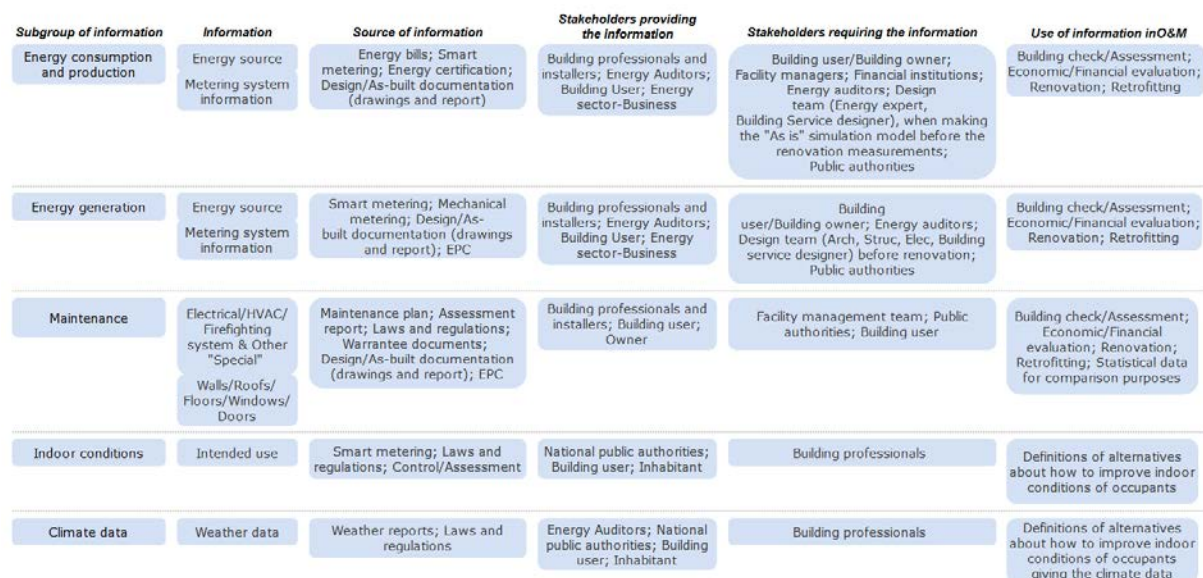 Subgroup of information
Information
Source of information
Stakeholders providing
the information
Stakeholders requiring the information
Use of information inO&M
Energy consumption
and production
Energy source
Metering system
information
Energy bills; Smart
metering; Energy certification;
Design/As-built documentation
(drawings and report)
Building professionals and
installers; Energy Auditors;
Building User; Energy
sector-Business
Building user/Building owner;
Facility managers; Financial institutions;
Energy auditors; Design
team (Energy expert,
Building Service designer), when making
the "As is" simulation model before the
renovation measurements;
Public authorities
Building check/Assessment;
Economic/Financial evaluation;
Renovation; Retrofitting
Energy generation
Energy source
Metering system
information
Smart metering; Mechanical
metering; Design/As-
built documentation (drawings
and report); EPC
Building professionals and
installers; Energy Auditors;
Building User; Energy
sector-Business
Building
user/Building owner; Energy auditors;
Design team (Arch, Struc, Elec, Building
service designer) before renovation;
Public authorities
Building check/Assessment;
Economic/Financial evaluation;
Renovation; Retrofitting
Maintenance
Electrical/HVAC/
Firefighting
system & Other
"Special"
Walls/Roofs/
Floors/Windows/
Doors
Maintenance plan; Assessment
report; Laws and regulations;
Warrantee documents;
Design/As-built documentation
(drawings and report); EPC
Building professionals and
installers; Building user;
Owner
Facility management team; Public
authorities; Building user
Building check/Assessment;
Economic/Financial
evaluation; Renovation;
Retrofitting; Statistical data
for comparison purposes
Indoor conditions
Intended use
Smart metering; Laws and
regulations; Control/Assessment
National public authorities;
Building user; Inhabitant
Building professionals
Definitions of alternatives
about how to improve indoor
conditions of occupants
Climate data
Weather data
Weather reports; Laws and
regulations
Energy Auditors; National
public authorities; Building
user; Inhabitant
Building professionals
Definitions of alternatives
about how to improve indoor
conditions of occupants
giving the climate data